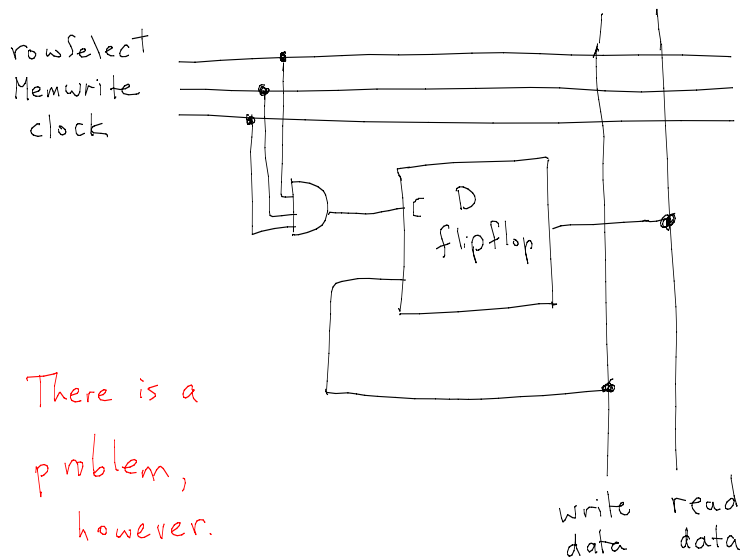 rowSelect
Memwrite
clock
C D
flipflop
There is a
problem,
however.
write
data
read
data